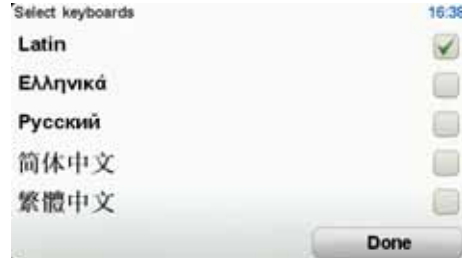 Select keyboards 16:38
Latin
Ελληνικά
Русский
简体中文
繁體中文
Done